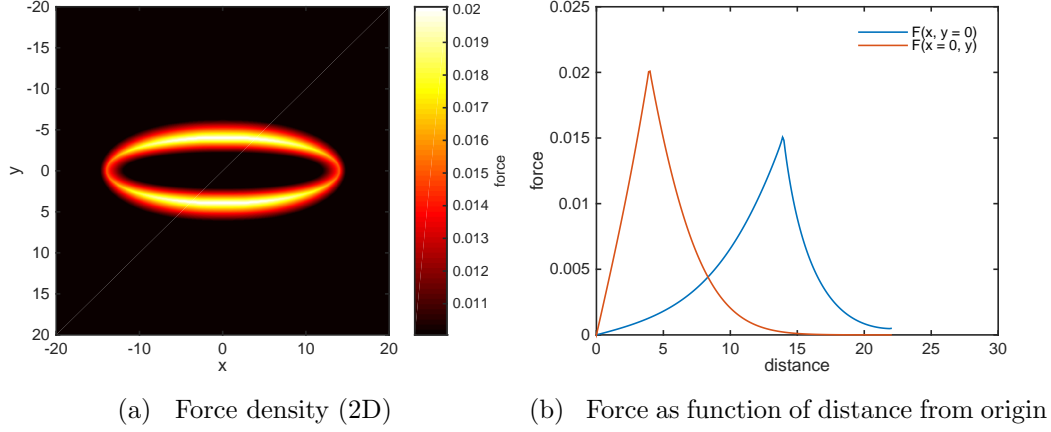 -20
-15
-10
-5
0
5
10
15
20
y
-20 -10 0 10 20
x
0.02
0.019
0.018
0.017
0.016
0.015
0.014
0.013
0.012
0.011
force
(a) Force density (2D)
0.025
0.02
0.015
0.01
0.005
0
force
F(x, y = 0)
F(x = 0, y)
0 5 10 15 20 25 30
distance
(b) Force as function of distance from origin